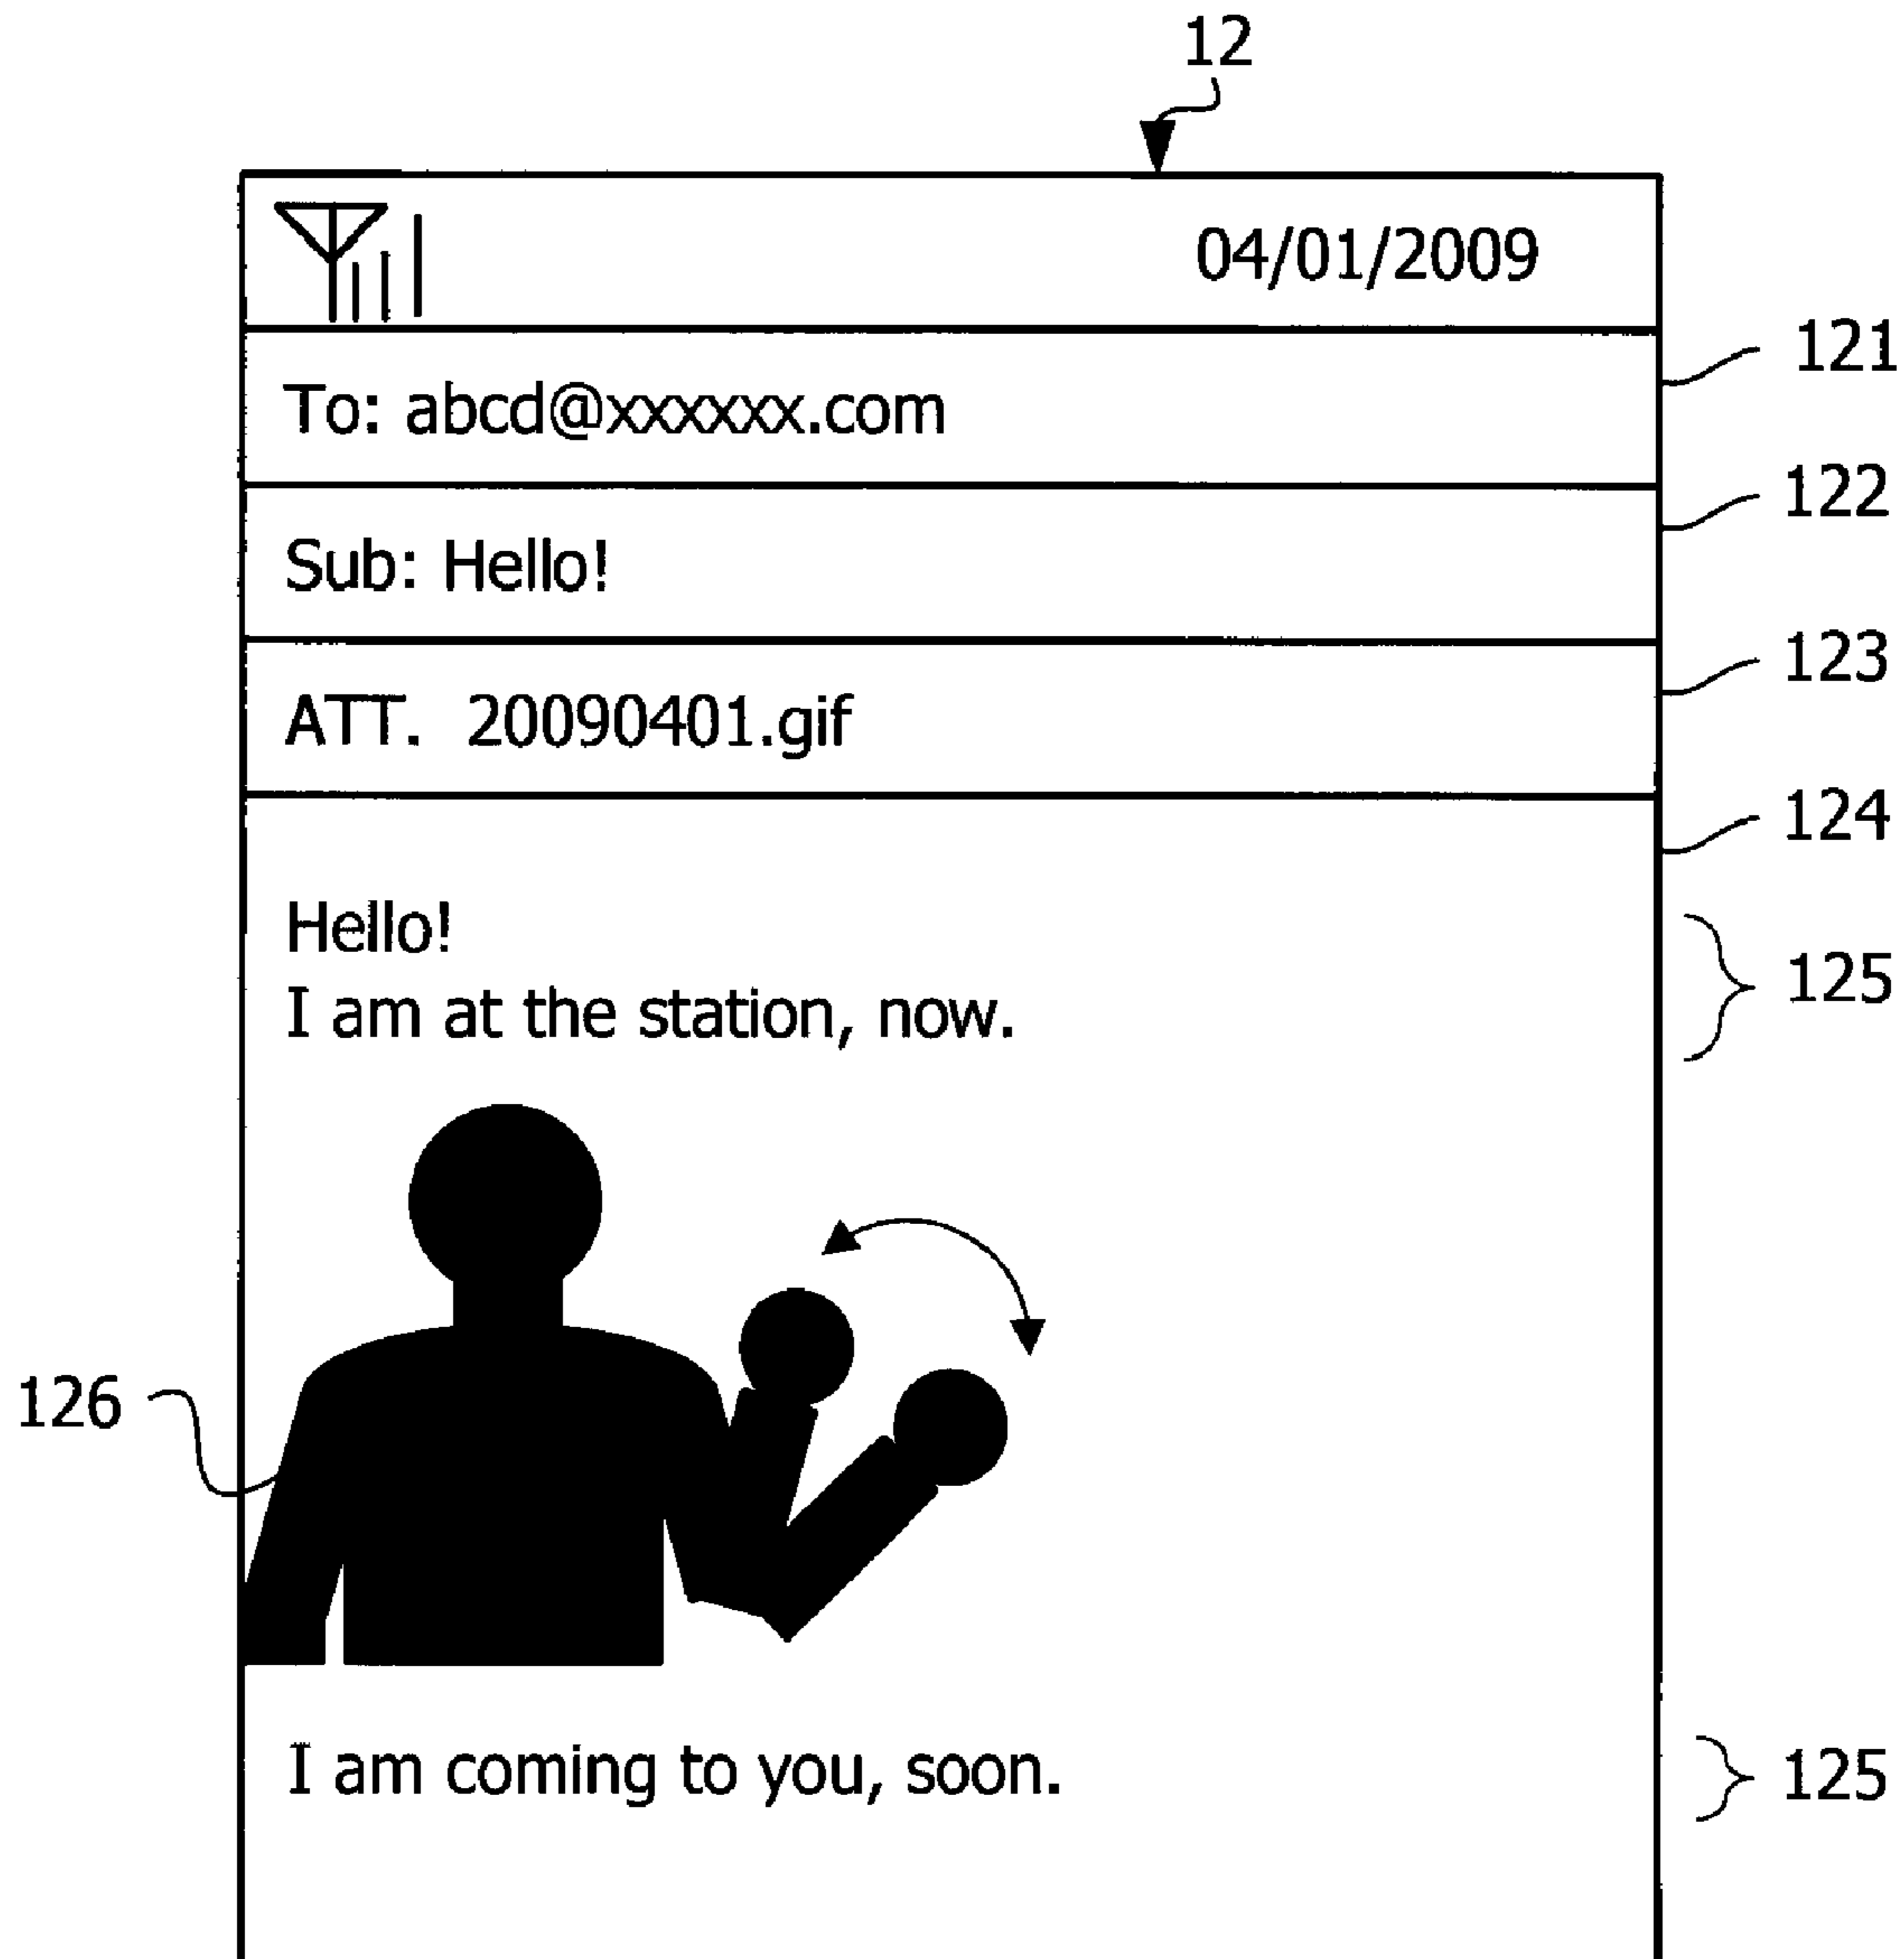 12
04/01/2009
121
To: abcd@xxxxxx.com
122
Sub: Hello!
123
ATT. 20090401.gif
124
Hello!
125
I am at the station, now.
126
I am coming to you, soon.
125